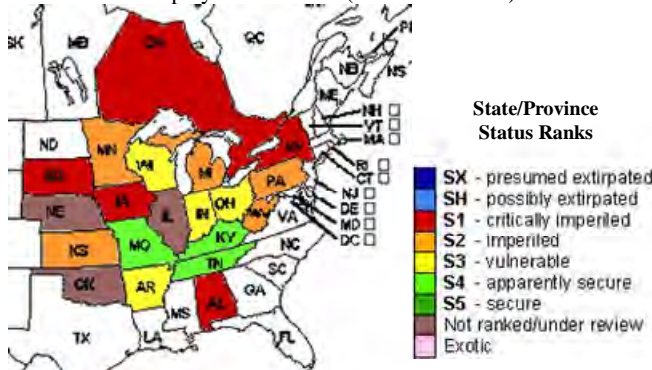 ON
QC
SK
MB
PE
NB
NS
ME
NH
VT
MA
ND
MN
WI
MI
NY
SD
RI
CT
PA
NJ
IA
NE
IL
IN
OH
DE
WV
VA
MD
DC
KS
MO
KY
NC
TN
OK
AR
SC
MS
AL
GA
TX
LA
FL
State/Province
Status Ranks
SX - presumed extirpated
SH - possibly extirpated
S1 - critically imperiled
S2 - imperiled
S3 - vulnerable
S4 - apparently secure
S5 - secure
Not ranked/under review
Exotic